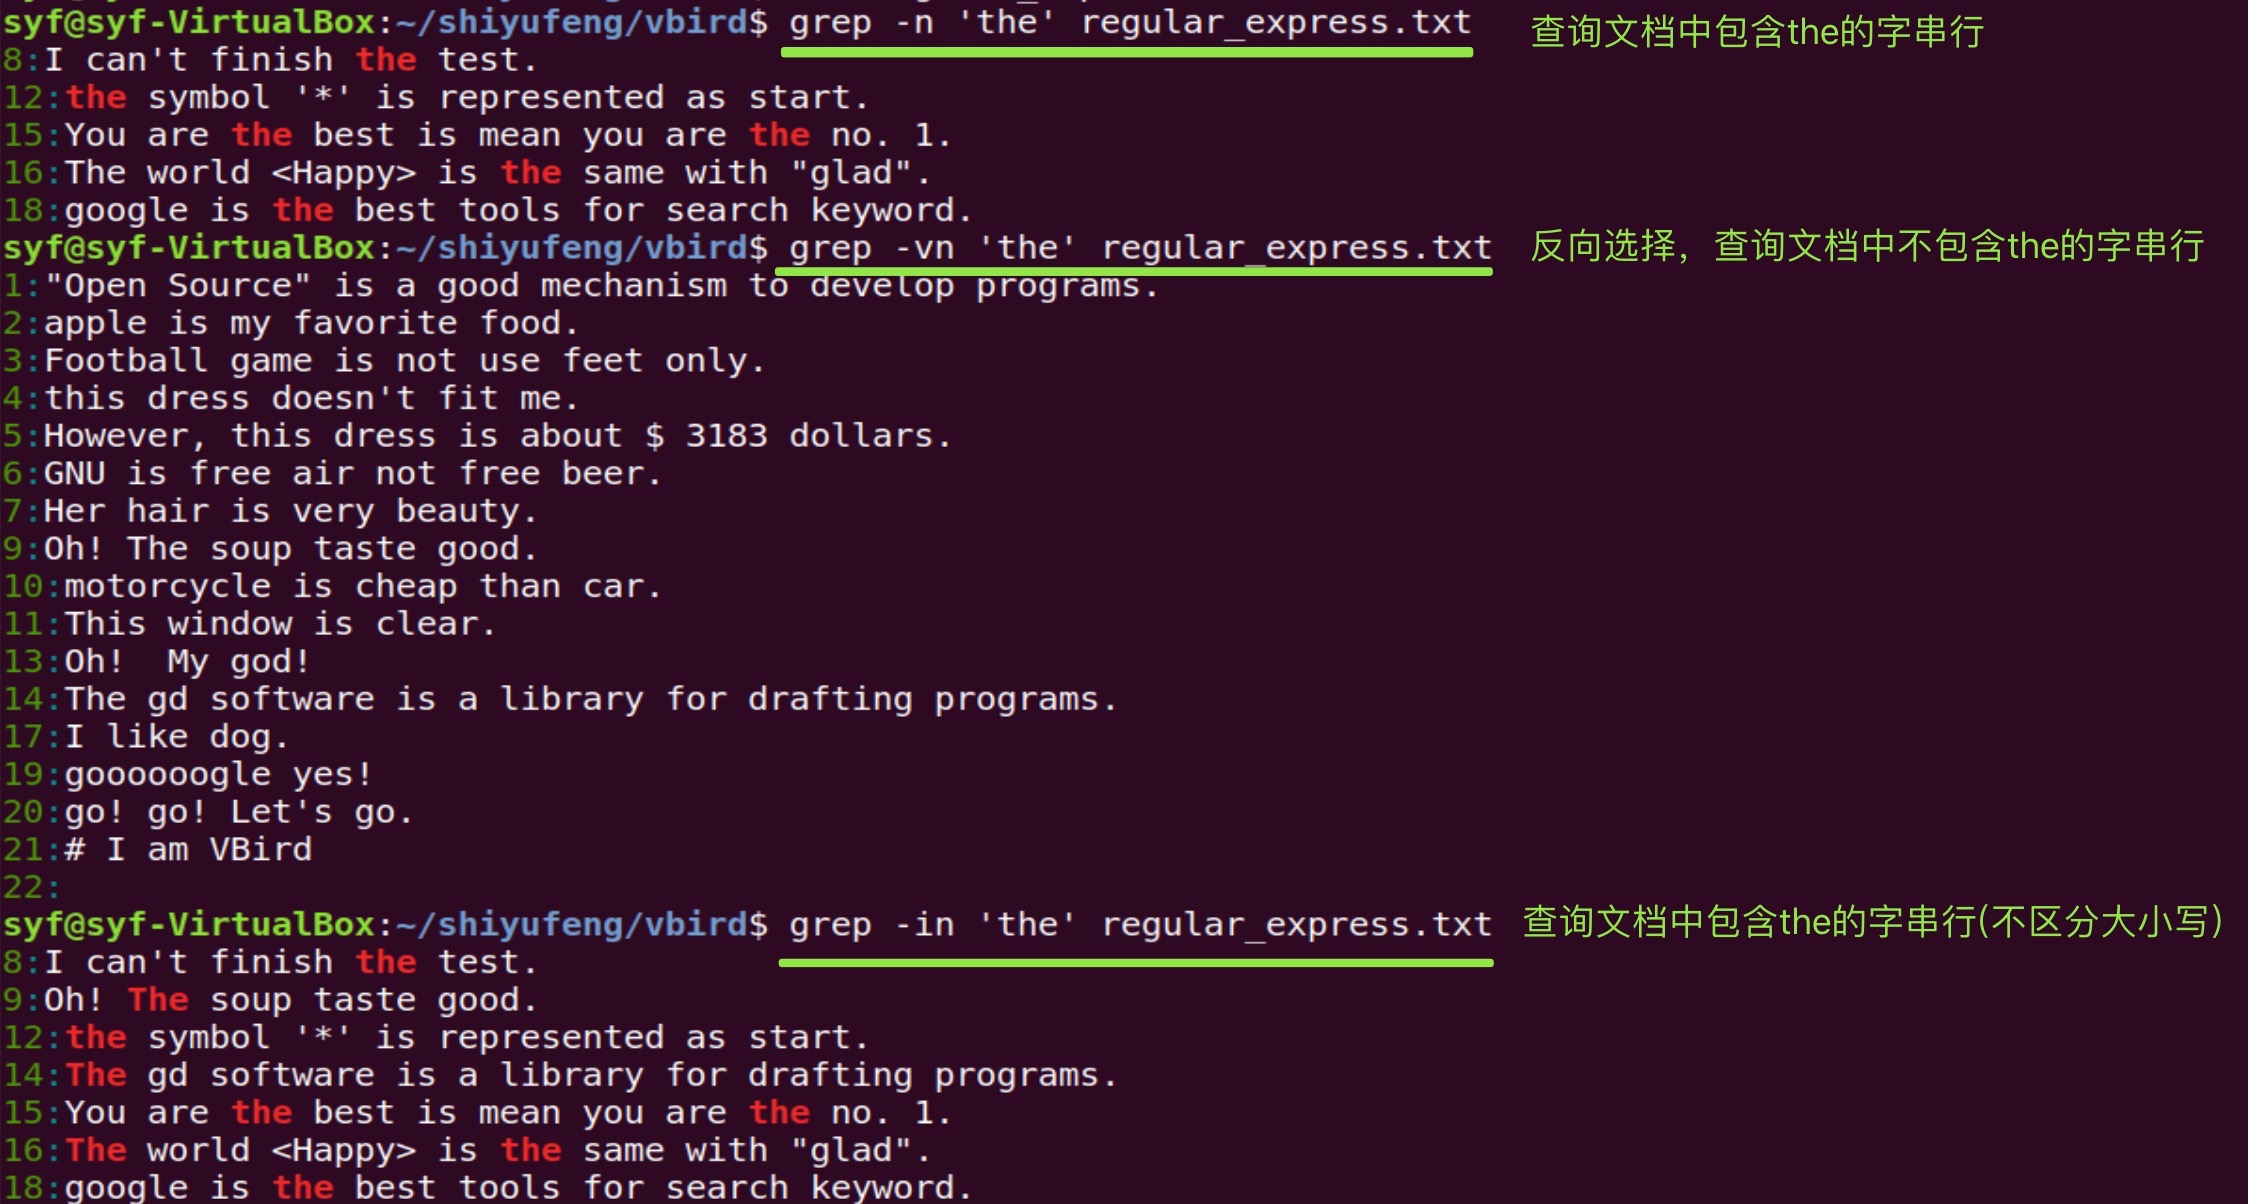 syf@syf-VirtualBox:~/shiyufeng/vbird$ grep -n 'the' regular_express.txt 查询文档中包含the的字串行
8:I can't finish the test.
12:the symbol '*' is represented as start.
15:You are the best is mean you are the no. 1.
16:The world <Happy> is the same with "glad".
18:google is the best tools for search keyword.
syf@syf-VirtualBox:~/shiyufeng/vbird$ grep -vn 'the' regular_express.txt 反向选择，查询文档中不包含the的字串行
1:"Open Source" is a good mechanism to develop programs.
2:apple is my favorite food.
3:Football game is not use feet only.
4:this dress doesn't fit me.
5:However, this dress is about $ 3183 dollars.
6:GNU is free air not free beer.
7:Her hair is very beauty.
9:Oh! The soup taste good.
10:motorcycle is cheap than car.
11:This window is clear.
13:Oh!  My god!
14:The gd software is a library for drafting programs.
17:I like dog.
19:goooooogle yes!
20:go! go! Let's go.
21:# I am VBird
22:
syf@syf-VirtualBox:~/shiyufeng/vbird$ grep -in 'the' regular_express.txt 查询文档中包含the的字串行(不区分大小写)
8:I can't finish the test.
9:Oh! The soup taste good.
12:the symbol '*' is represented as start.
14:The gd software is a library for drafting programs.
15:You are the best is mean you are the no. 1.
16:The world <Happy> is the same with "glad".
18:google is the best tools for search keyword.